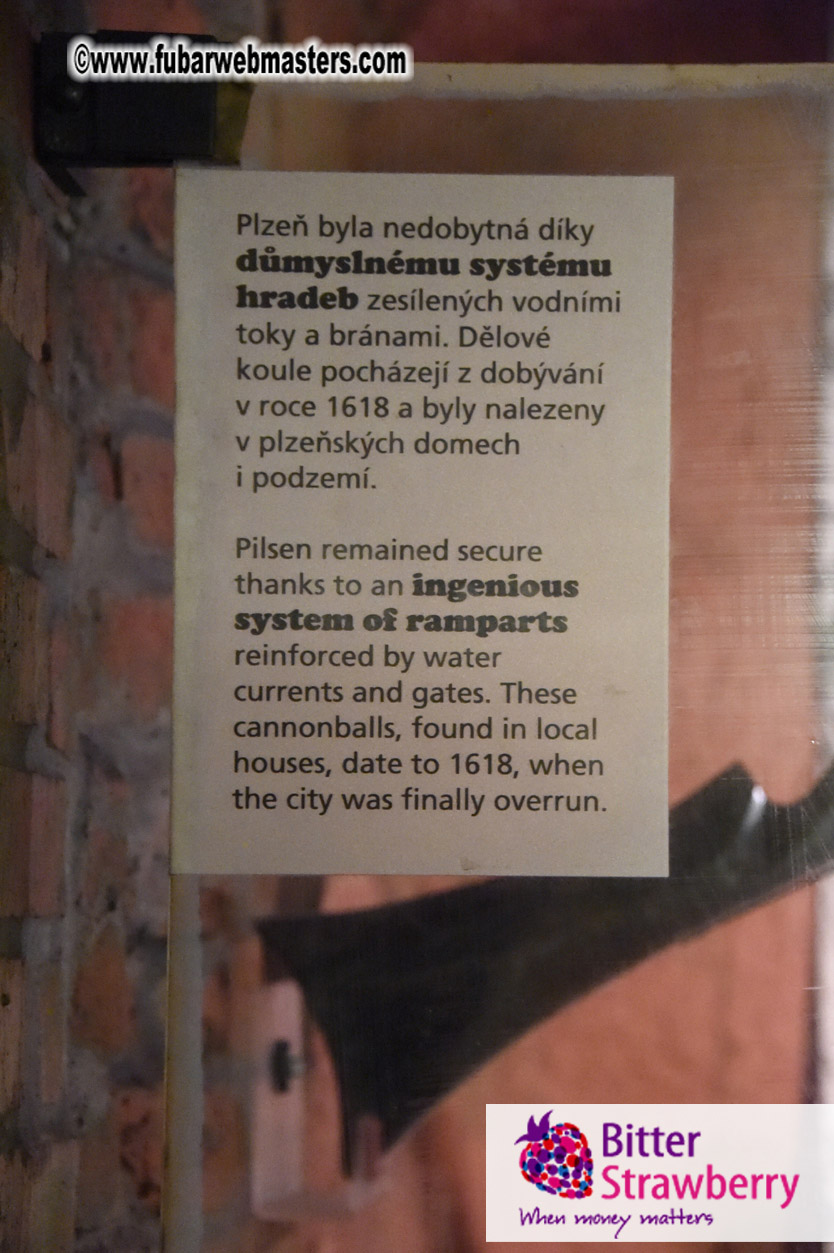 ©www.fubarwebmasters.com
Plzeň byla nedobytná díky
důmyslnému systému
hradeb zesílených vodními
toky a bránami. Dělové
koule pocházejí z dobývání
v roce 1618 a byly nalezeny
v plzeňských domech
i podzemí.
Pilsen remained secure
thanks to an ingenious
system of ramparts
reinforced by water
currents and gates. These
cannonballs, found in local
houses, date to 1618, when
the city was finally overrun.
Bitter
Strawberry
When money matters